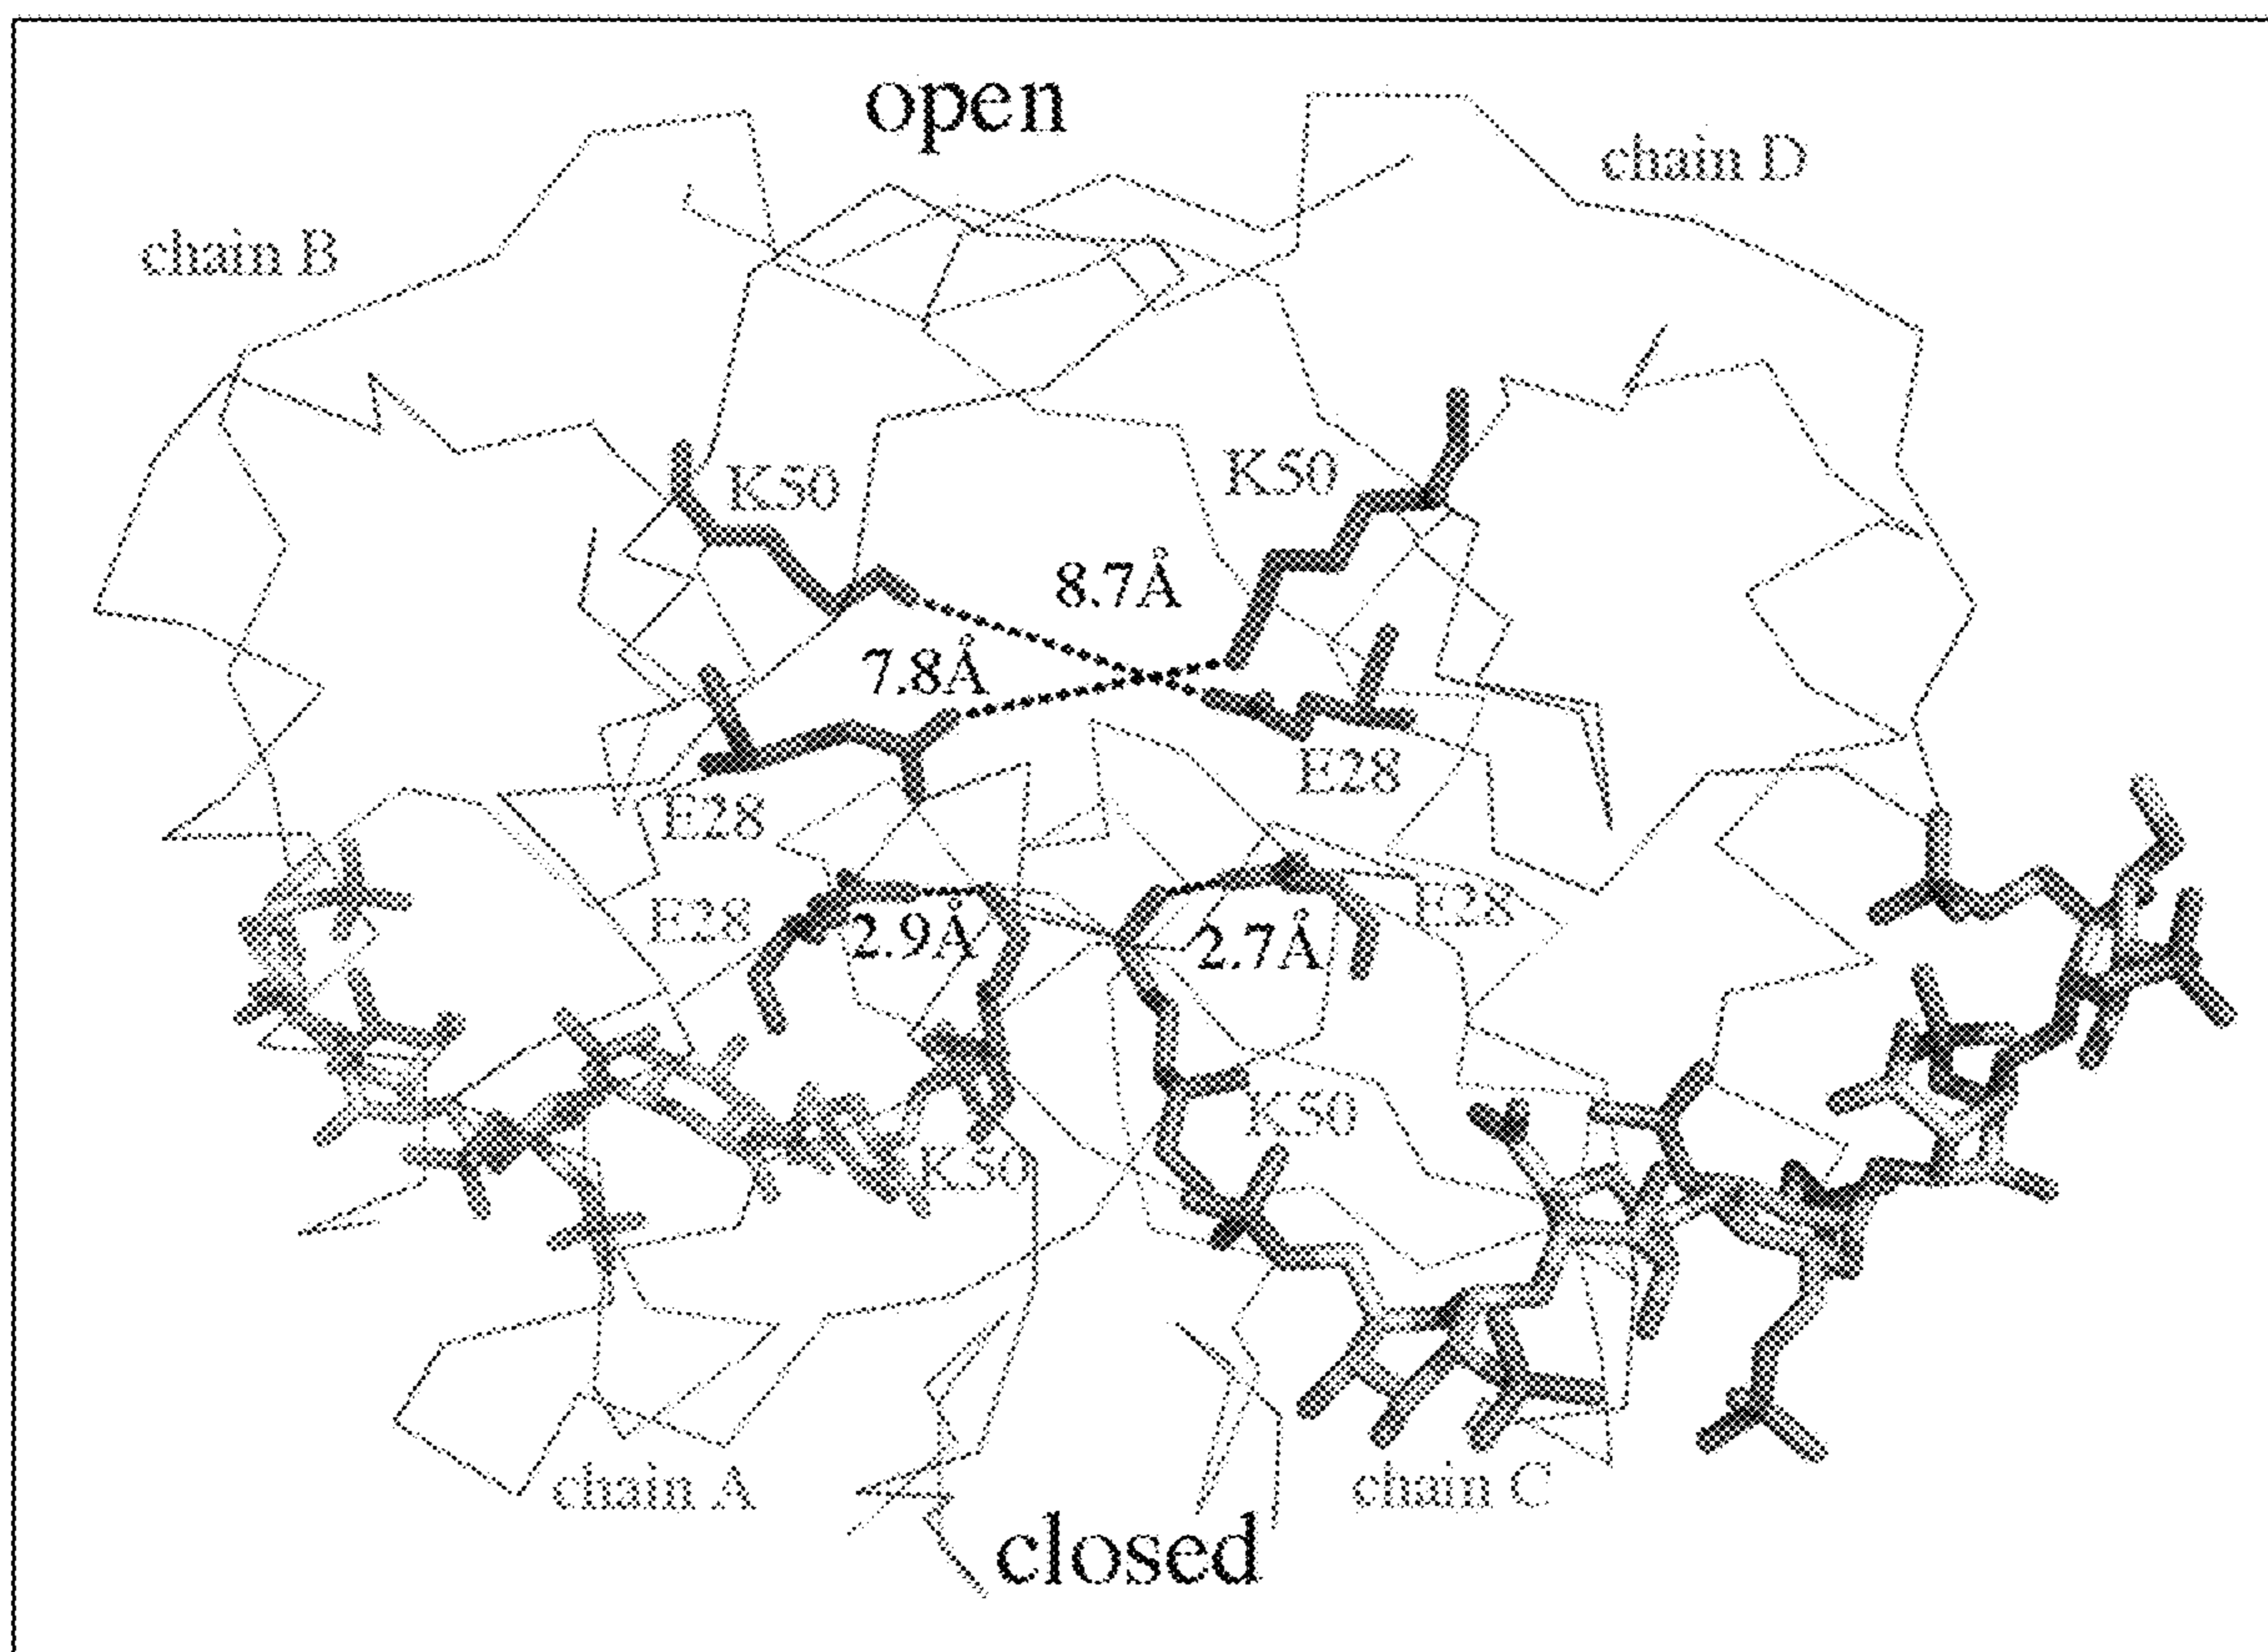 open
chain D
chain B
K50
K50
8.7Å
7.8Å
E28
E28
E28
E28
2.9Å
2.7Å
K50
K50
chain A
chain C
closed